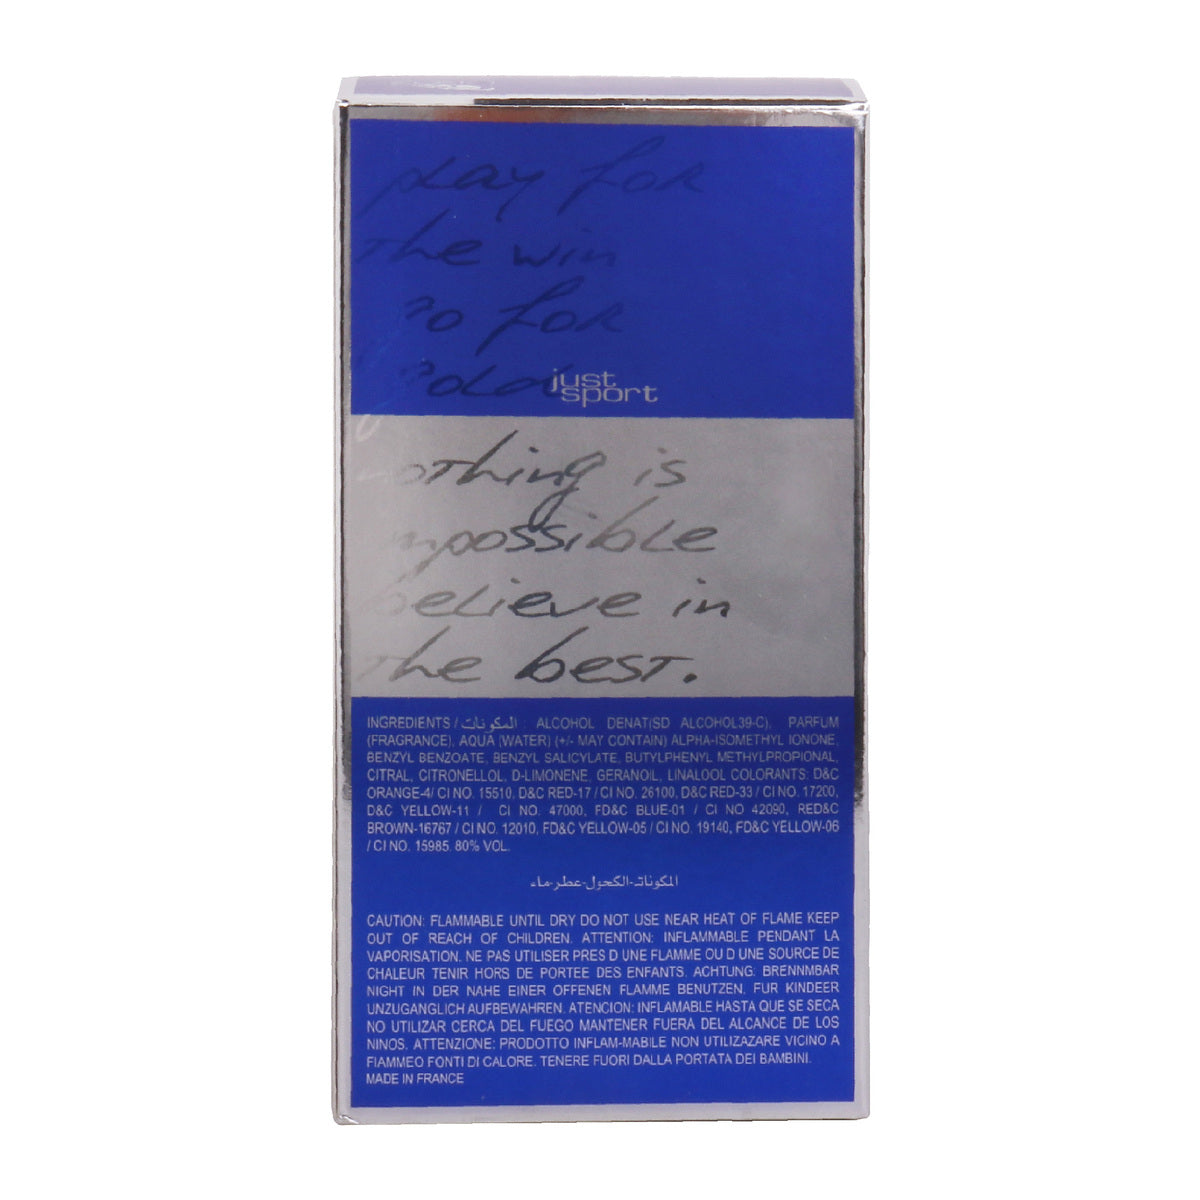 play for
the win
go for
gold
just
sport
nothing is
impossible
believe in
the best.
INGREDIENTS / المكونات : ALCOHOL DENAT(SD ALCOHOL39-C), PARFUM
(FRAGRANCE), AQUA (WATER) (+/- MAY CONTAIN) ALPHA-ISOMETHYL IONONE,
BENZYL BENZOATE, BENZYL SALICYLATE, BUTYLPHENYL METHYLPROPIONAL,
CITRAL, CITRONELLOL, D-LIMONENE, GERANOIL, LINALOOL COLORANTS: D&C
ORANGE-4/ CI NO. 15510, D&C RED-17 / CI NO. 26100, D&C RED-33 / CI NO. 17200,
D&C YELLOW-11 / CI NO. 47000, FD&C BLUE-01 / CI NO 42090, RED&C
BROWN-16767 / CI NO. 12010, FD&C YELLOW-05 / CI NO. 19140, FD&C YELLOW-06
/ CI NO. 15985. 80% VOL.
المكونات-الكحول-عطر-ماء
CAUTION: FLAMMABLE UNTIL DRY DO NOT USE NEAR HEAT OF FLAME KEEP
OUT OF REACH OF CHILDREN. ATTENTION: INFLAMMABLE PENDANT LA
VAPORISATION. NE PAS UTILISER PRES D UNE FLAMME OU D UNE SOURCE DE
CHALEUR TENIR HORS DE PORTEE DES ENFANTS. ACHTUNG: BRENNMBAR
NIGHT IN DER NAHE EINER OFFENEN FLAMME BENUTZEN, FUR KINDEER
UNZUGANGLICH AUFBEWAHREN. ATENCION: INFLAMABLE HASTA QUE SE SECA
NO UTILIZAR CERCA DEL FUEGO MANTENER FUERA DEL ALCANCE DE LOS
NINOS. ATTENZIONE: PRODOTTO INFLAM-MABILE NON UTILIZAZARE VICINO A
FIAMMEO FONTI DI CALORE. TENERE FUORI DALLA PORTATA DEI BAMBINI.
MADE IN FRANCE